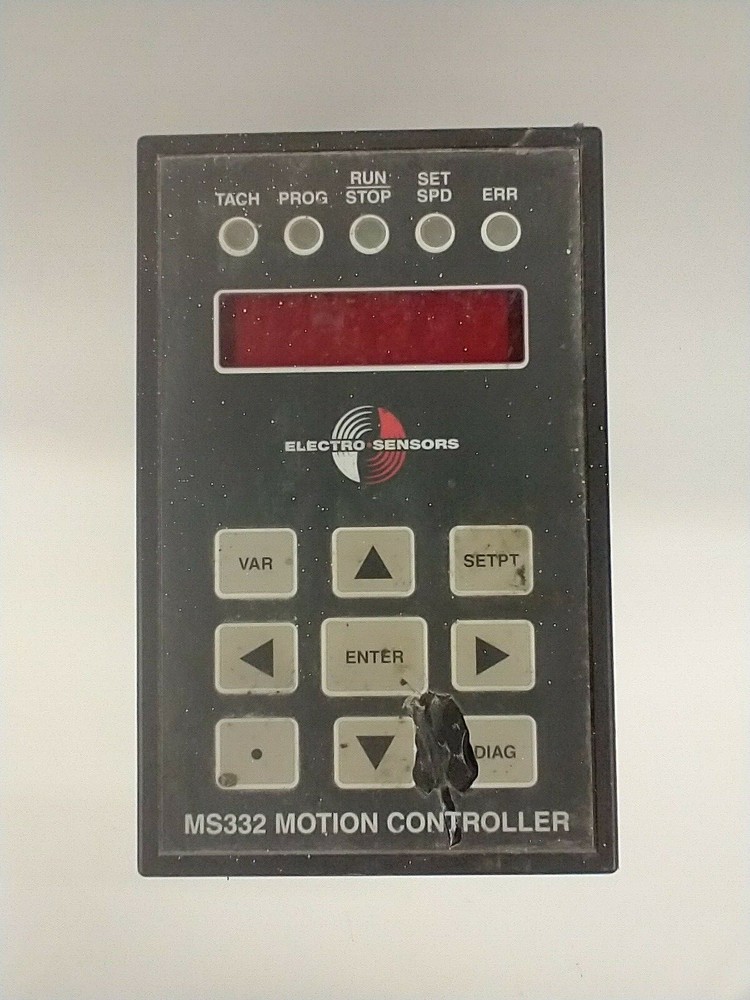 TACH PROG RUN STOP SET SPD ERR
ELECTRO SENSORS
VAR SETPT
ENTER
DIAG
MS332 MOTION CONTROLLER